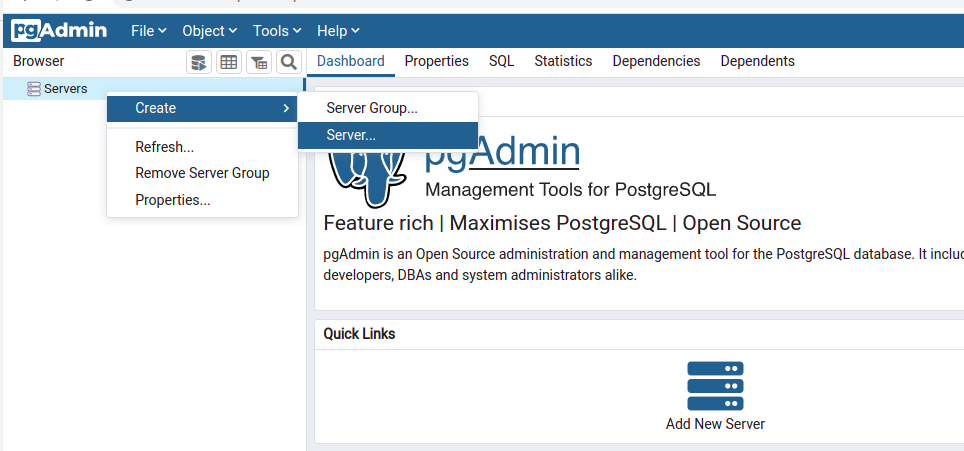 pgAdmin File Object Tools Help
Browser Dashboard Properties SQL Statistics Dependencies Dependents
Servers
Create
Server Group...
Server...
Refresh...
Remove Server Group
Properties...
pgAdmin
Management Tools for PostgreSQL
Feature rich | Maximises PostgreSQL | Open Source
pgAdmin is an Open Source administration and management tool for the PostgreSQL database. It
developers, DBAs and system administrators alike.
Quick Links
Add New Server